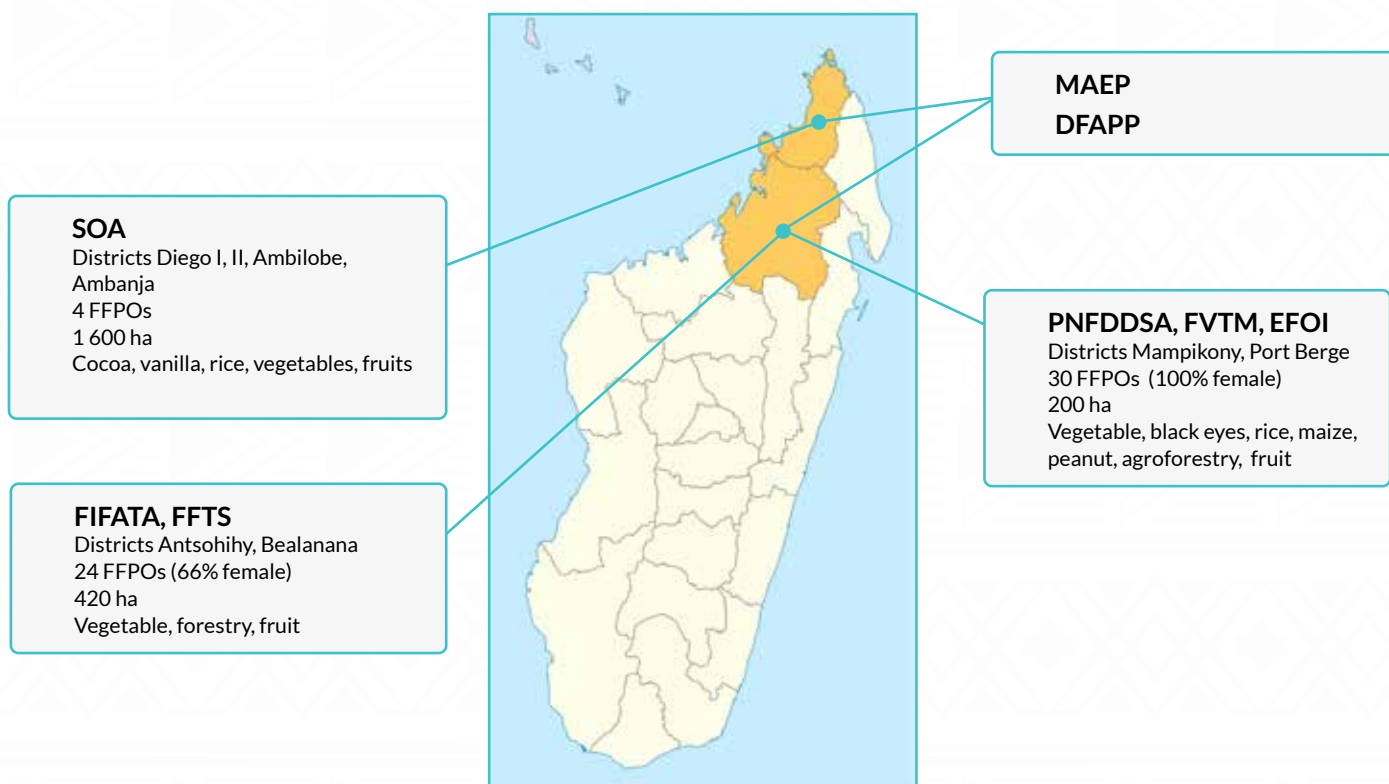 MAEP
DFAPP
SOA
Districts Diego I, II, Ambilobe,
Ambanja
4 FFPOs
1 600 ha
Cocoa, vanilla, rice, vegetables, fruits
PNFDDSA, FVTM, EFOI
Districts Mampikony, Port Berge
30 FFPOs (100% female)
200 ha
Vegetable, black eyes, rice, maize,
peanut, agroforestry, fruit
FIFATA, FFTS
Districts Antsohihy, Bealanana
24 FFPOs (66% female)
420 ha
Vegetable, forestry, fruit